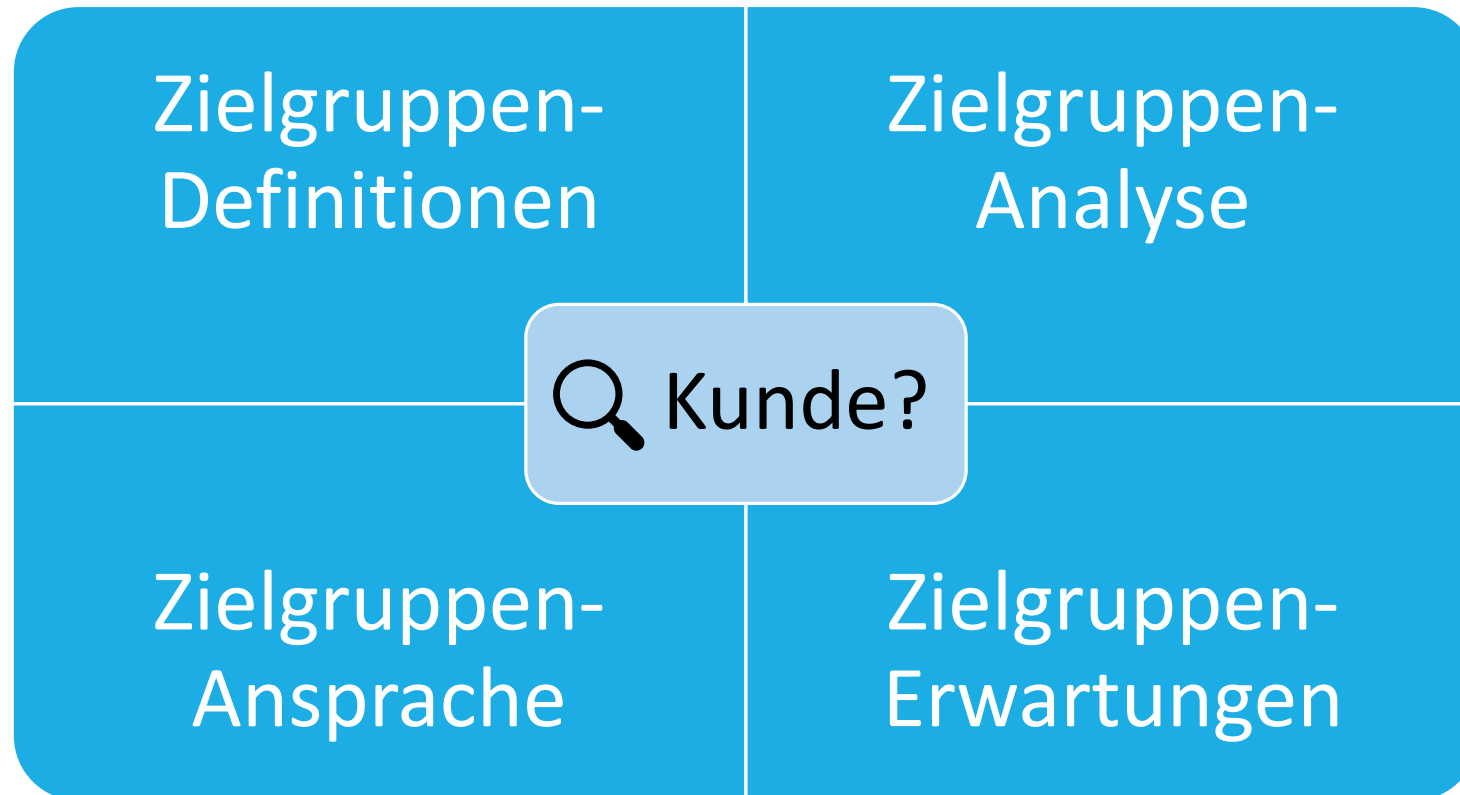 Zielgruppen-
Definitionen
Zielgruppen-
Analyse
Kunde?
Zielgruppen-
Ansprache
Zielgruppen-
Erwartungen